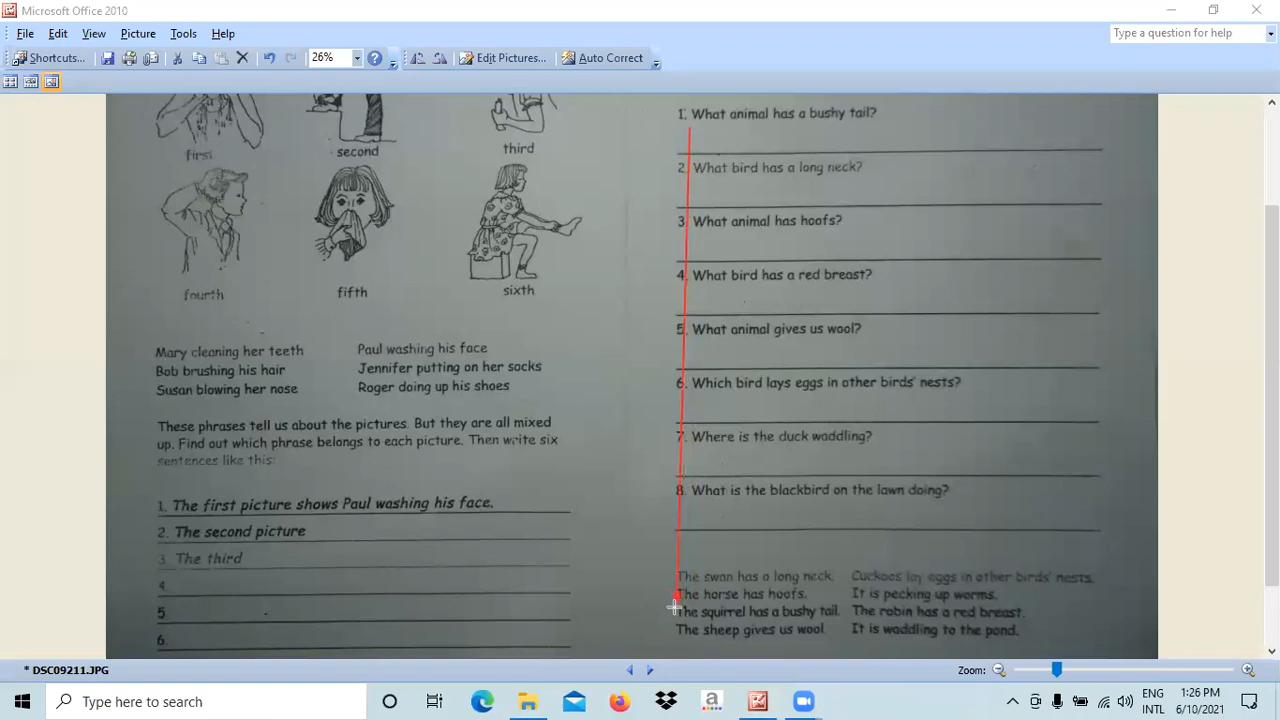 Microsoft Office 2010
File Edit View Picture Tools Help
Type a question for help
Shortcuts... 26% Edit Pictures... Auto Correct
first second third
fourth fifth sixth
Mary cleaning her teeth
Bob brushing his hair
Susan blowing her nose
Paul washing his face
Jennifer putting on her socks
Roger doing up his shoes
These phrases tell us about the pictures. But they are all mixed
up. Find out which phrase belongs to each picture. Then write six
sentences like this:
1. The first picture shows Paul washing his face.
2. The second picture
3. The third
4.
5.
6.
1. What animal has a bushy tail?
2. What bird has a long neck?
3. What animal has hoofs?
4. What bird has a red breast?
5. What animal gives us wool?
6. Which bird lays eggs in other birds' nests?
7. Where is the duck waddling?
8. What is the blackbird on the lawn doing?
The swan has a long neck.
The horse has hoofs.
The squirrel has a bushy tail.
The sheep gives us wool.
Cuckoos lay eggs in other birds' nests.
It is pecking up worms.
The robin has a red breast.
It is waddling to the pond.
* DSC09211.JPG
Zoom:
Type here to search
a
ENG
INTL
1:26 PM
6/10/2021